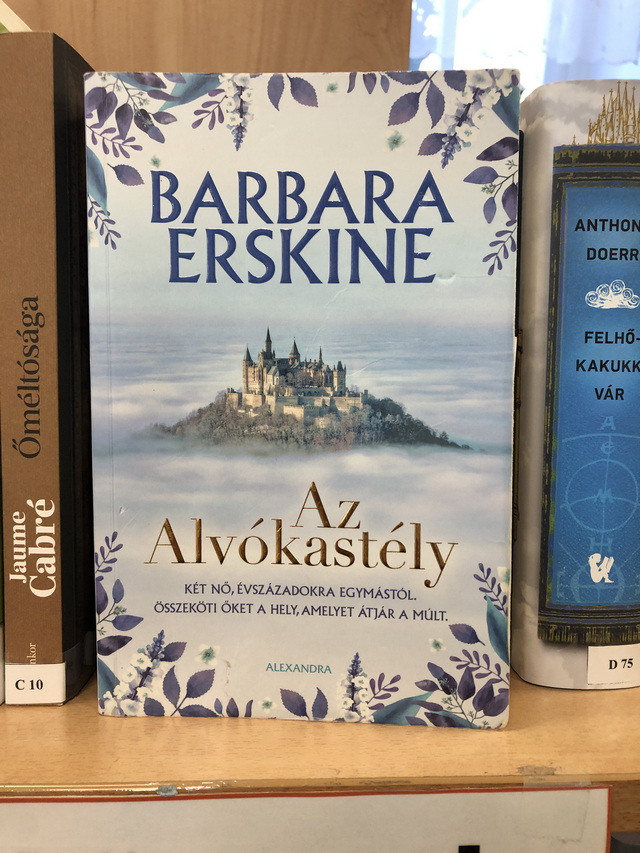 Jaume
Cabré
Őméltósága
nkor
C 10
BARBARA
ERSKINE
Az
Alvókastély
KÉT NŐ, ÉVSZÁZADOKRA EGYMÁSTÓL.
ÖSSZEKÖTI ŐKET A HELY, AMELYET ÁTJÁR A MÚLT.
ALEXANDRA
ANTHON
DOERR
FELHŐ-
KAKUKK
VÁR
D 75